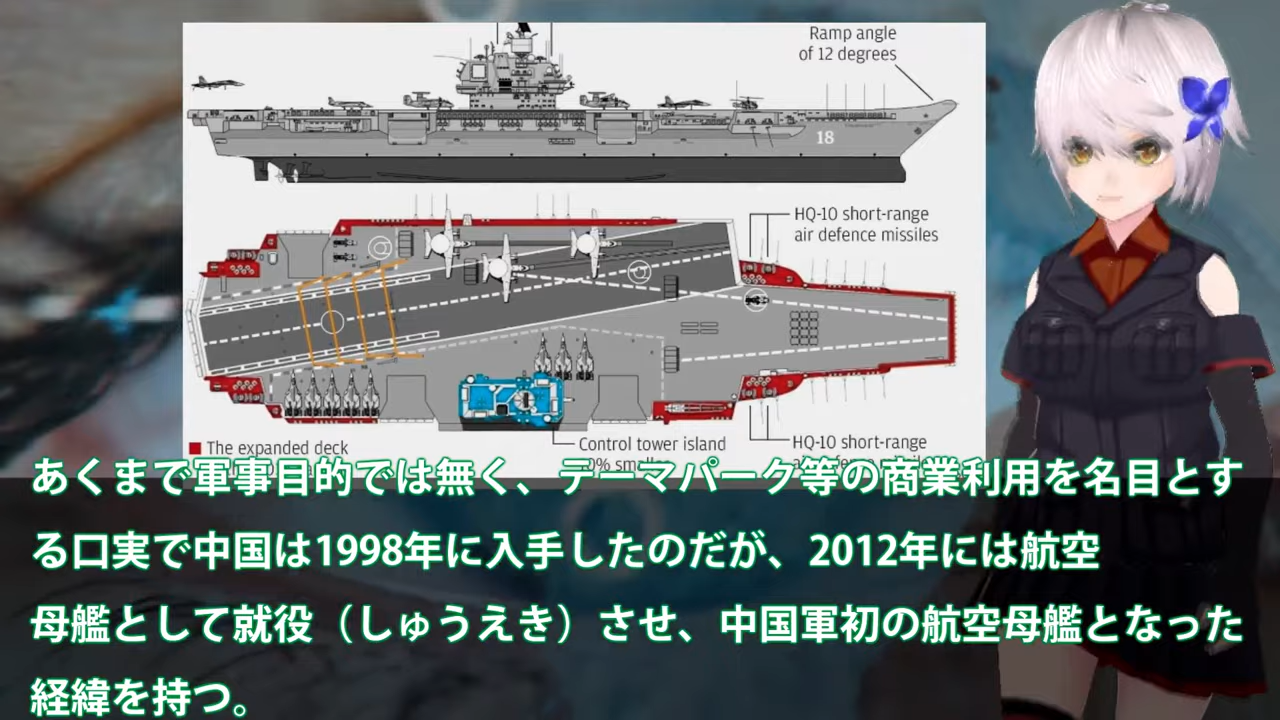 Ramp angle
of 12 degrees
18
HQ-10 short-range
air defence missiles
The expanded deck
Control tower island
HQ-10 short-range
あくまで軍事目的では無く、テーマパーク等の商業利用を名目とす
る口実で中国は1998年に入手したのだが、2012年には航空
母艦として就役（しゅうえき）させ、中国軍初の航空母艦となった
経緯を持つ。